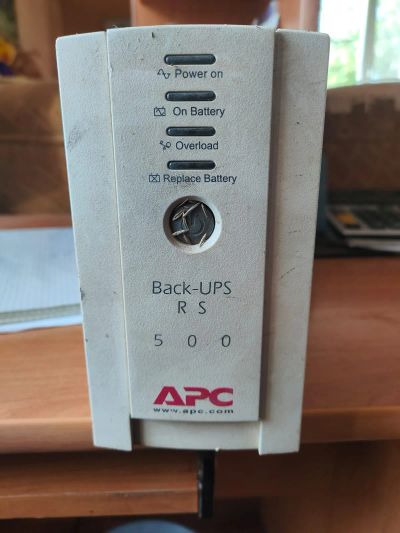 Power on
On Battery
Overload
Replace Battery
Back-UPS
R S
5 0 0
APC
www.apc.com